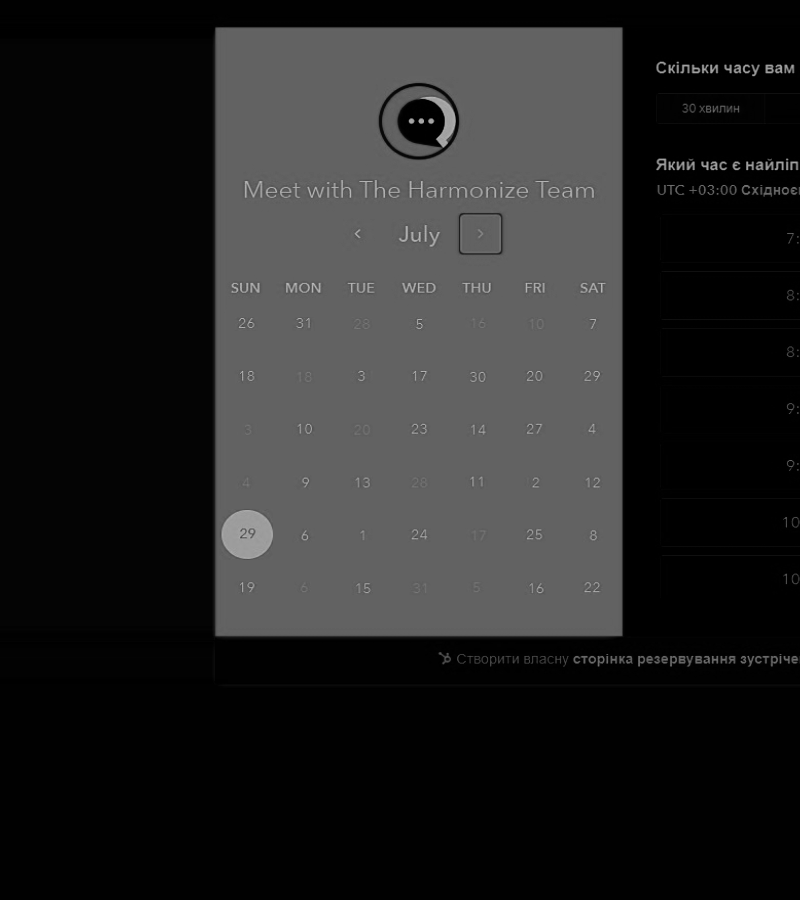 Скільки часу вам
30 хвилин
Meet with The Harmonize Team
Який час є найліп
UTC +03:00 Східноє
July
SUN MON TUE WED THU FRI SAT
26 31 28 5 16 10 7
18 18 3 17 30 20 29
3 10 20 23 14 27 4
4 9 13 28 11 2 12
29 6 1 24 17 25 8
19 6 15 31 5 16 22
7:
8:
8:
9:
9:
10
10
Створити власну сторінка резервування зустріче